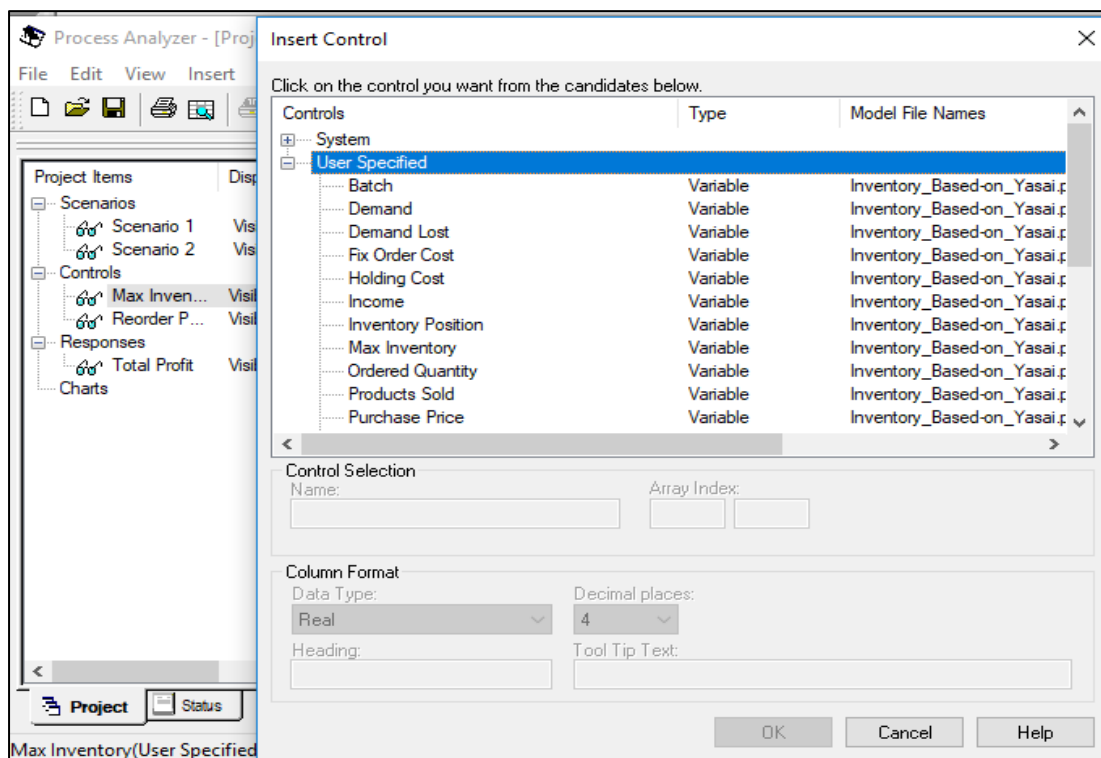 Process Analyzer - [Proj
File Edit View Insert
Project Items Disp
Scenarios
Scenario 1 Vis
Scenario 2 Vis
Controls
Max Inven... Visil
Reorder P... Visil
Responses
Total Profit Visil
Charts
Project Status
Max Inventory(User Specified
Insert Control
Click on the control you want from the candidates below.
Controls Type Model File Names
System
User Specified
Batch Variable Inventory_Based-on_Yasai.p
Demand Variable Inventory_Based-on_Yasai.p
Demand Lost Variable Inventory_Based-on_Yasai.p
Fix Order Cost Variable Inventory_Based-on_Yasai.p
Holding Cost Variable Inventory_Based-on_Yasai.p
Income Variable Inventory_Based-on_Yasai.p
Inventory Position Variable Inventory_Based-on_Yasai.p
Max Inventory Variable Inventory_Based-on_Yasai.p
Ordered Quantity Variable Inventory_Based-on_Yasai.p
Products Sold Variable Inventory_Based-on_Yasai.p
Purchase Price Variable Inventory_Based-on_Yasai.p
Control Selection
Name: Array Index:
Column Format
Data Type: Decimal places:
Real 4
Heading: Tool Tip Text:
OK Cancel Help